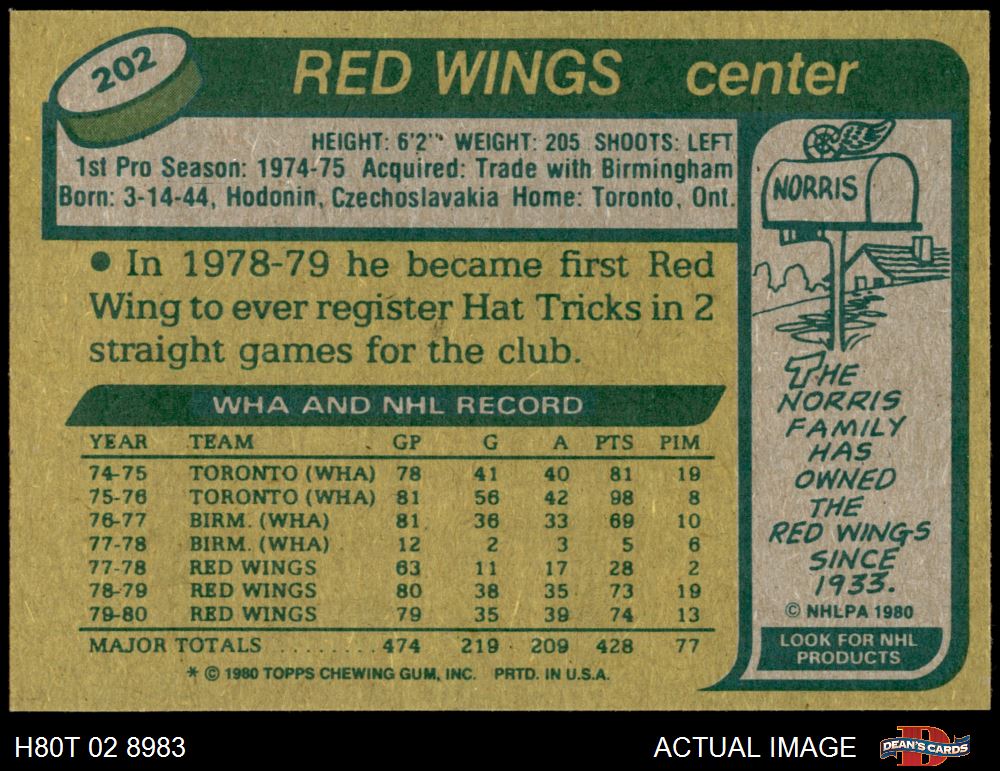 202
RED WINGS center
HEIGHT: 6'2" WEIGHT: 205 SHOOTS: LEFT
1st Pro Season: 1974-75 Acquired: Trade with Birmingham
Born: 3-14-44, Hodonin, Czechoslavakia Home: Toronto, Ont.
• In 1978-79 he became first Red
Wing to ever register Hat Tricks in 2
straight games for the club.
WHA AND NHL RECORD
YEAR TEAM GP G A PTS PIM
74-75 TORONTO (WHA) 78 41 40 81 19
75-76 TORONTO (WHA) 81 56 42 98 8
76-77 BIRM. (WHA) 81 36 33 69 10
77-78 BIRM. (WHA) 12 2 3 5 6
77-78 RED WINGS 63 11 17 28 2
78-79 RED WINGS 80 38 35 73 19
79-80 RED WINGS 79 35 39 74 13
MAJOR TOTALS ........ 474 219 209 428 77
* © 1980 TOPPS CHEWING GUM, INC. PRTD. IN U.S.A.
NORRIS
THE
NORRIS
FAMILY
HAS
OWNED
THE
RED WINGS
SINCE
1933.
© NHLPA 1980
LOOK FOR NHL
PRODUCTS
H80T 02 8983
ACTUAL IMAGE
DEAN'S CARDS